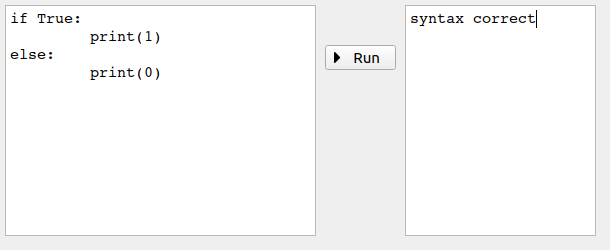 if True:
        print(1)
else:
        print(0)
Run
syntax correct